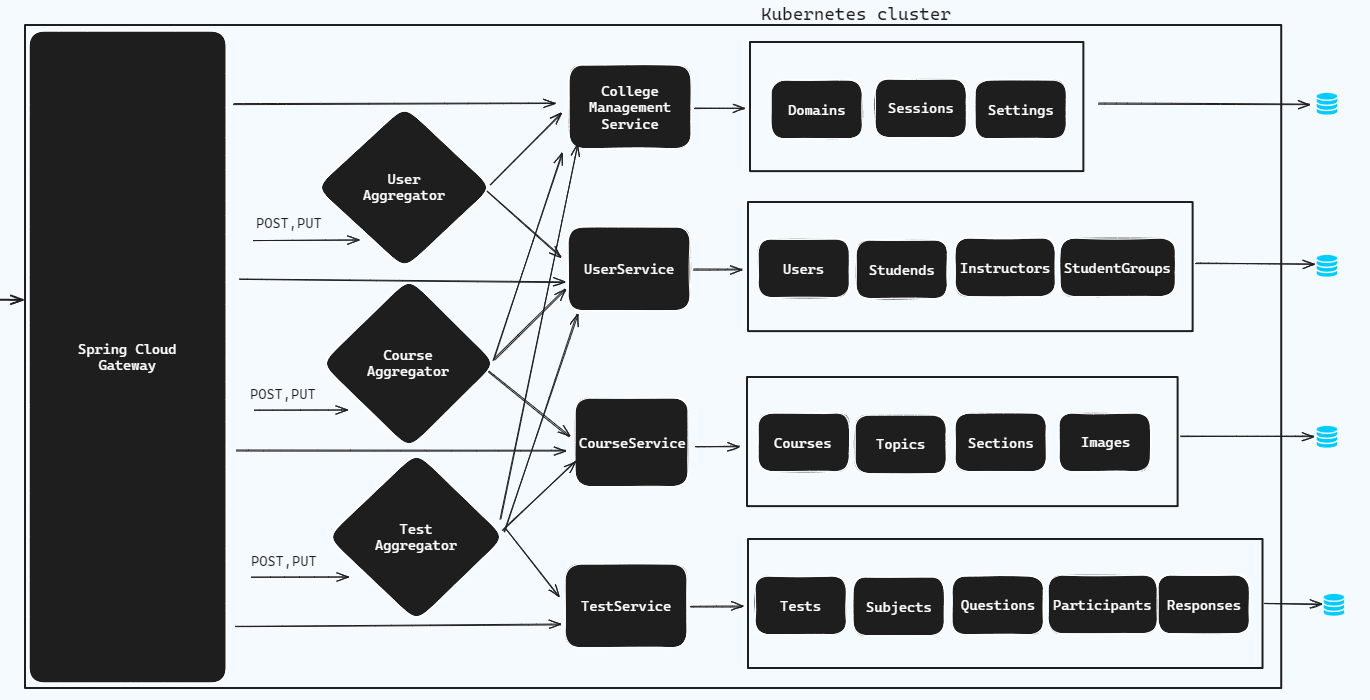 Kubernetes cluster
Spring Cloud
Gateway
College
Management
Service
Domains
Sessions
Settings
User
Aggregator
POST,PUT
UserService
Users
Studends
Instructors
StudentGroups
Course
Aggregator
POST,PUT
CourseService
Courses
Topics
Sections
Images
Test
Aggregator
POST,PUT
TestService
Tests
Subjects
Questions
Participants
Responses